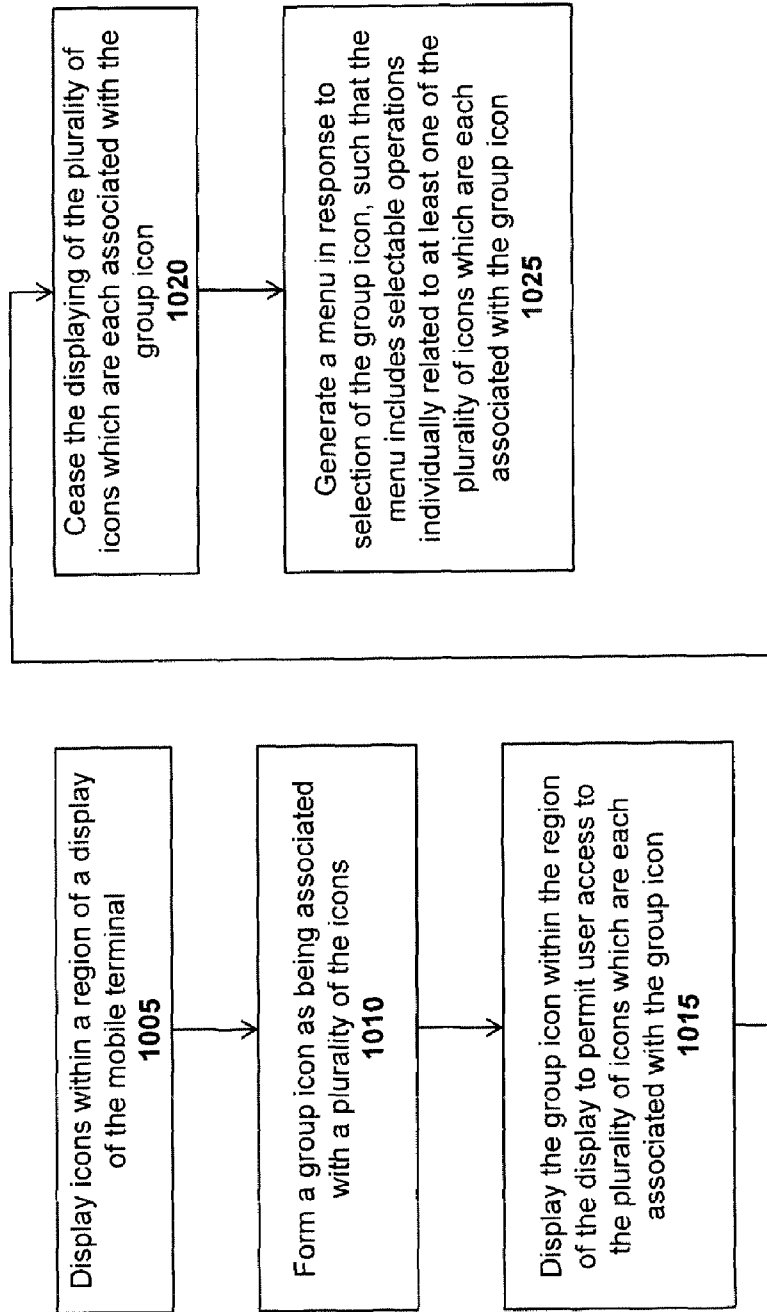 Display icons within a region of a display
of the mobile terminal
1005
Form a group icon as being associated
with a plurality of the icons
1010
Display the group icon within the region
of the display to permit user access to
the plurality of icons which are each
associated with the group icon
1015
Cease the displaying of the plurality of
icons which are each associated with the
group icon
1020
Generate a menu in response to
selection of the group icon, such that the
menu includes selectable operations
individually related to at least one of the
plurality of icons which are each
associated with the group icon
1025